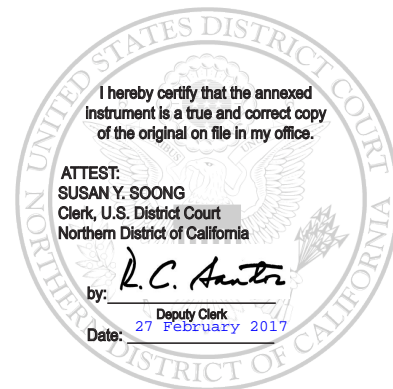 UNITED STATES DISTRICT COURT
NORTHERN DISTRICT OF CALIFORNIA
I hereby certify that the annexed
instrument is a true and correct copy
of the original on file in my office.
ATTEST:
SUSAN Y. SOONG
Clerk, U.S. District Court
Northern District of California
by: R. C. Santos
Deputy Clerk
Date: 27 February 2017